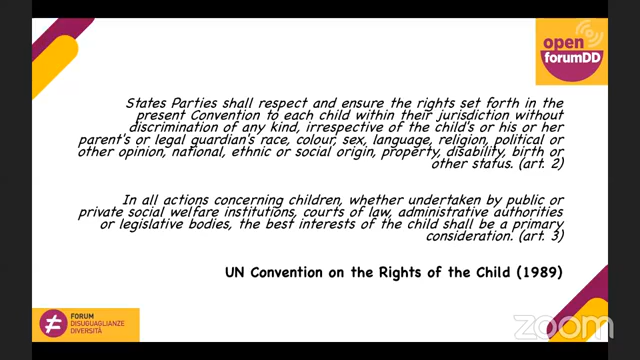 open
forumDD
States Parties shall respect and ensure the rights set forth in the
present Convention to each child within their jurisdiction without
discrimination of any kind, irrespective of the child's or his or her
parent's or legal guardian's race, colour, sex, language, religion, political or
other opinion, national, ethnic or social origin, property, disability, birth or
other status. (art. 2)
In all actions concerning children, whether undertaken by public or
private social welfare institutions, courts of law, administrative authorities
or legislative bodies, the best interests of the child shall be a primary
consideration. (art. 3)
UN Convention on the Rights of the Child (1989)
FORUM
DISUGUAGLIANZE
DIVERSITÀ
zoom